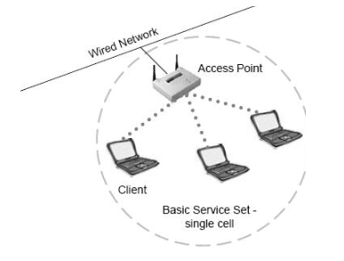 Wired Network
Access Point
Client
Basic Service Set -
single cell